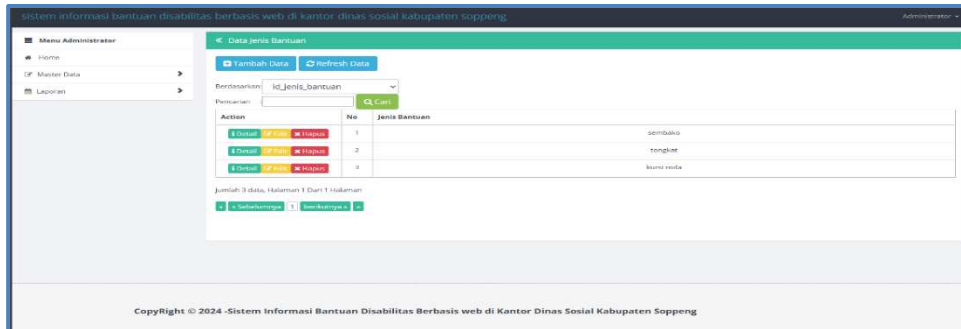 sistem informasi bantuan disabilitas berbasis web di kantor dinas sosial kabupaten soppeng
Administrator
Menu Administrator
Home
Master Data
Laporan
« Data Jenis Bantuan
Tambah Data Refresh Data
Berdasarkan: id_jenis_bantuan
Pencarian : Cari
Action No Jenis Bantuan
Detail Edit Hapus 1 sembako
Detail Edit Hapus 2 tongkat
Detail Edit Hapus 3 kursi roda
Jumlah 3 data, Halaman 1 Dari 1 Halaman
« « Sebelumnya 1 Berikutnya » »
CopyRight © 2024 -Sistem Informasi Bantuan Disabilitas Berbasis web di Kantor Dinas Sosial Kabupaten Soppeng